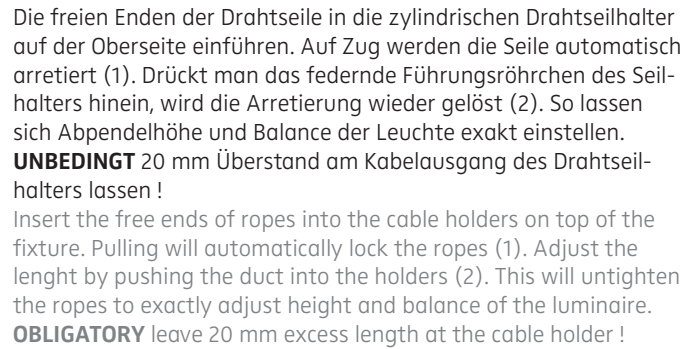 Die freien Enden der Drahtseile in die zylindrischen Drahtseilhalter
auf der Oberseite einführen. Auf Zug werden die Seile automatisch
arretiert (1). Drückt man das federnde Führungsröhrchen des Seil-
halters hinein, wird die Arretierung wieder gelöst (2). So lassen
sich Abpendelhöhe und Balance der Leuchte exakt einstellen.
UNBEDINGT 20 mm Überstand am Kabelausgang des Drahtseil-
halters lassen !
Insert the free ends of ropes into the cable holders on top of the
fixture. Pulling will automatically lock the ropes (1). Adjust the
lenght by pushing the duct into the holders (2). This will untighten
the ropes to exactly adjust height and balance of the luminaire.
OBLIGATORY leave 20 mm excess length at the cable holder !